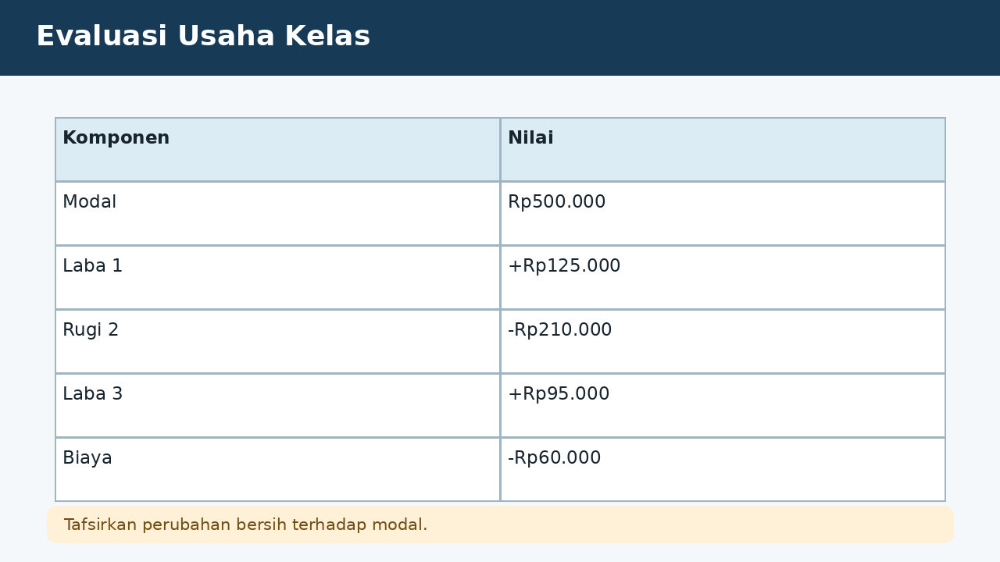 Evaluasi Usaha Kelas
Komponen Nilai
Modal Rp500.000
Laba 1 +Rp125.000
Rugi 2 -Rp210.000
Laba 3 +Rp95.000
Biaya -Rp60.000
Tafsirkan perubahan bersih terhadap modal.